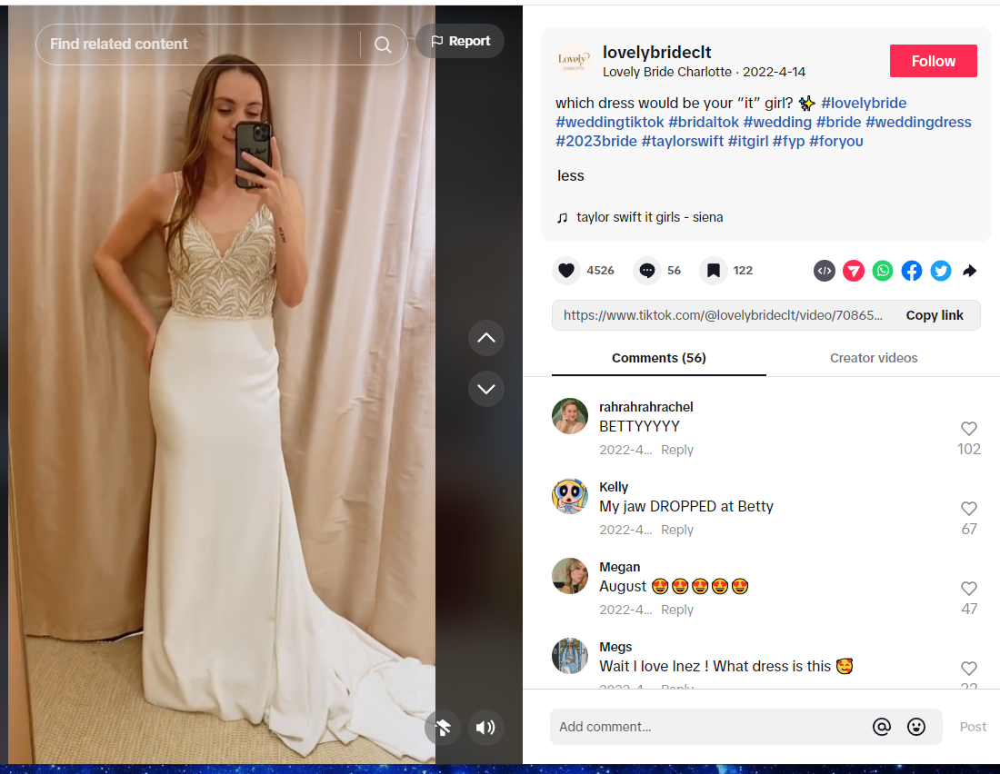 Find related content
Report
Lovely
CHARLOTTE
lovelybrideclt
Lovely Bride Charlotte · 2022-4-14
Follow
which dress would be your “it” girl? ✨ #lovelybride
#weddingtiktok #bridaltok #wedding #bride #weddingdress
#2023bride #taylorswift #itgirl #fyp #foryou
less
taylor swift it girls - siena
4526
56
122
https://www.tiktok.com/@lovelybrideclt/video/70865...
Copy link
Comments (56)
Creator videos
rahrahrahrachel
BETTYYYYY
2022-4... Reply
102
Kelly
My jaw DROPPED at Betty
2022-4... Reply
67
Megan
August 😍😍😍😍😍
2022-4... Reply
47
Megs
Wait I love Inez ! What dress is this 🥰
2022-4... Reply
22
Add comment...
Post